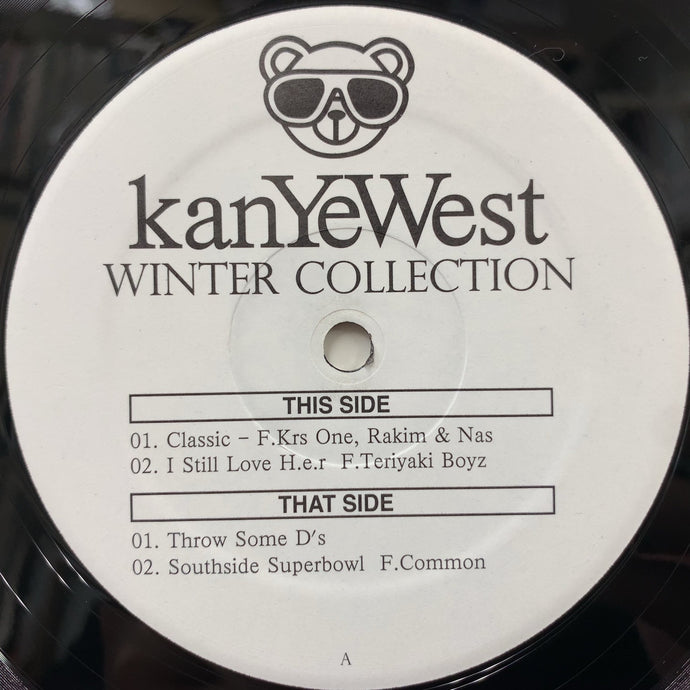 kanYeWest
WINTER COLLECTION
THIS SIDE
01. Classic - F.Krs One, Rakim & Nas
02. I Still Love H.e.r F.Teriyaki Boyz
THAT SIDE
01. Throw Some D's
02. Southside Superbowl F.Common
A